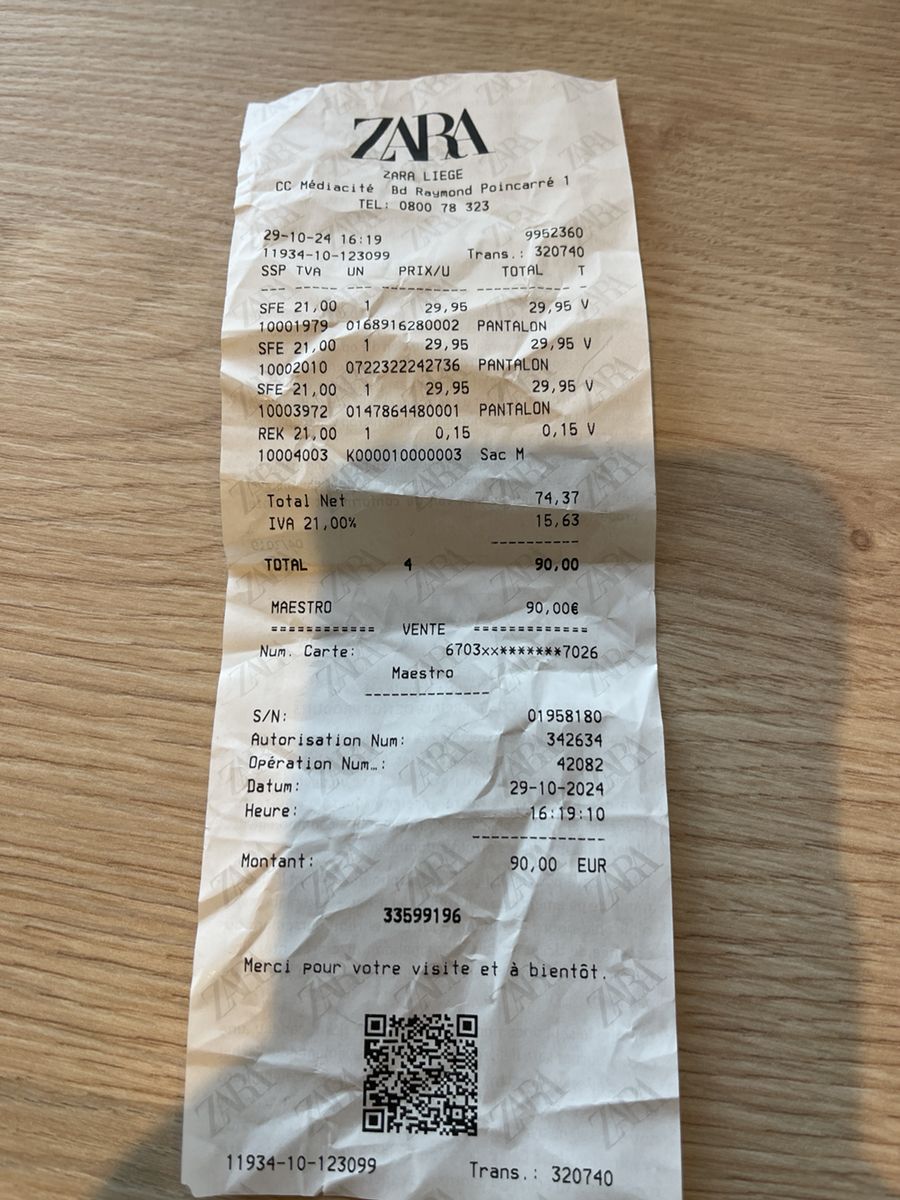 ZARA
ZARA LIEGE
CC Médiacité Bd Raymond Poincarré 1
TEL: 0800 78 323
29-10-24 16:19 9952360
11934-10-123099 Trans.: 320740
SSP TVA UN PRIX/U TOTAL T
--- --- --- ---------- ----------- -
SFE 21,00 1 29,95 29,95 V
10001979 0168916280002 PANTALON
SFE 21,00 1 29,95 29,95 V
10002010 0722322242736 PANTALON
SFE 21,00 1 29,95 29,95 V
10003972 0147864480001 PANTALON
REK 21,00 1 0,15 0,15 V
10004003 K000010000003 Sac M
Total Net 74,37
IVA 21,00% 15,63
----------
TOTAL 4 90,00
MAESTRO 90,00€
============ VENTE =============
Num. Carte: 6703xx*******7026
Maestro
--------------
S/N: 01958180
Autorisation Num: 342634
Opération Num…: 42082
Datum: 29-10-2024
Heure: 16:19:10
--------------
Montant: 90,00 EUR
33599196
Merci pour votre visite et à bientôt.
11934-10-123099 Trans.: 320740